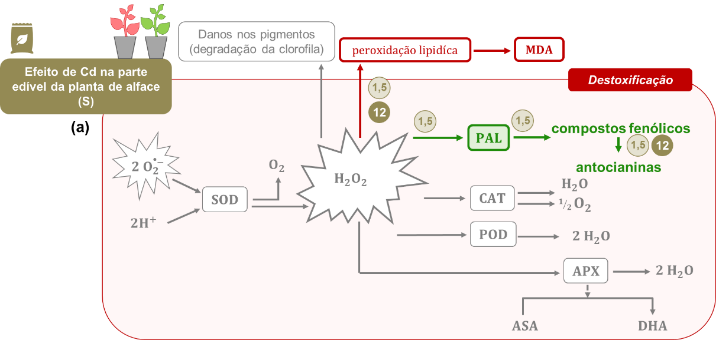 Danos nos pigmentos
(degradação da clorofila)
peroxidação lipidíca
MDA
Efeito de Cd na parte
edível da planta de alface
(S)
Destoxificação
1,5
12
(a)
1,5
PAL
1,5
compostos fenólicos
1,5
12
antocianinas
2 O₂•−
O₂
H₂O₂
SOD
2H⁺
CAT
H₂O
½ O₂
POD
2 H₂O
APX
2 H₂O
ASA
DHA